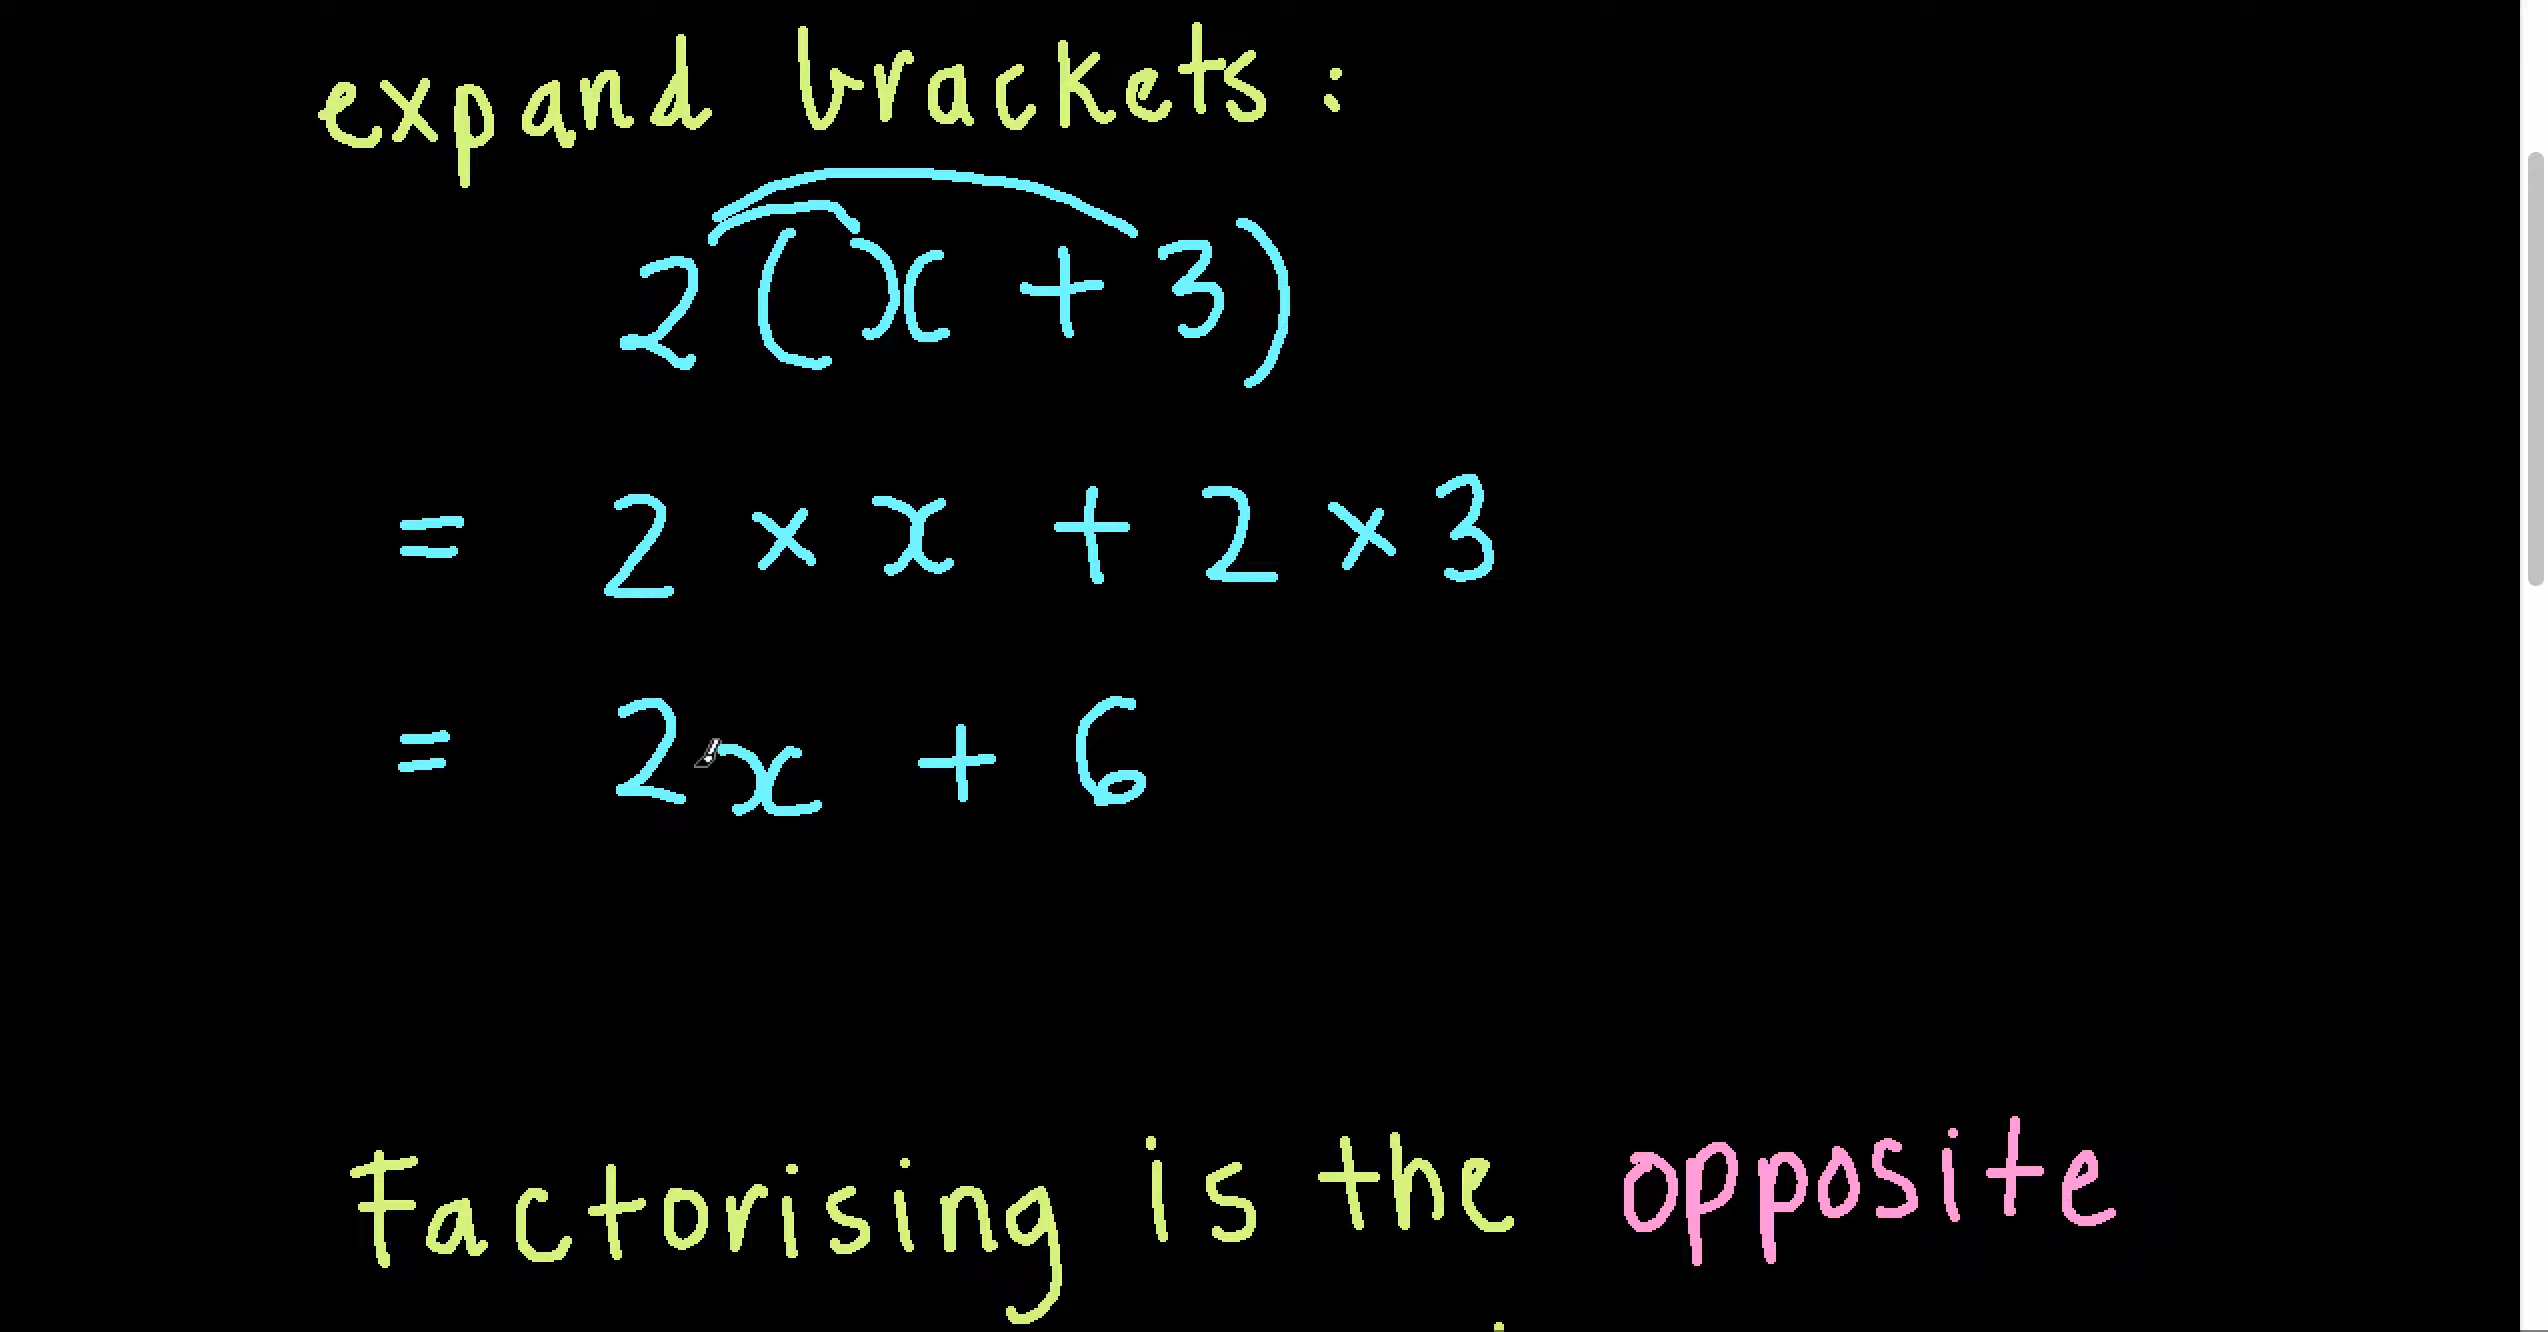 expand brackets:
2(x + 3)
= 2 × x + 2 × 3
= 2x + 6
Factorising is the opposite